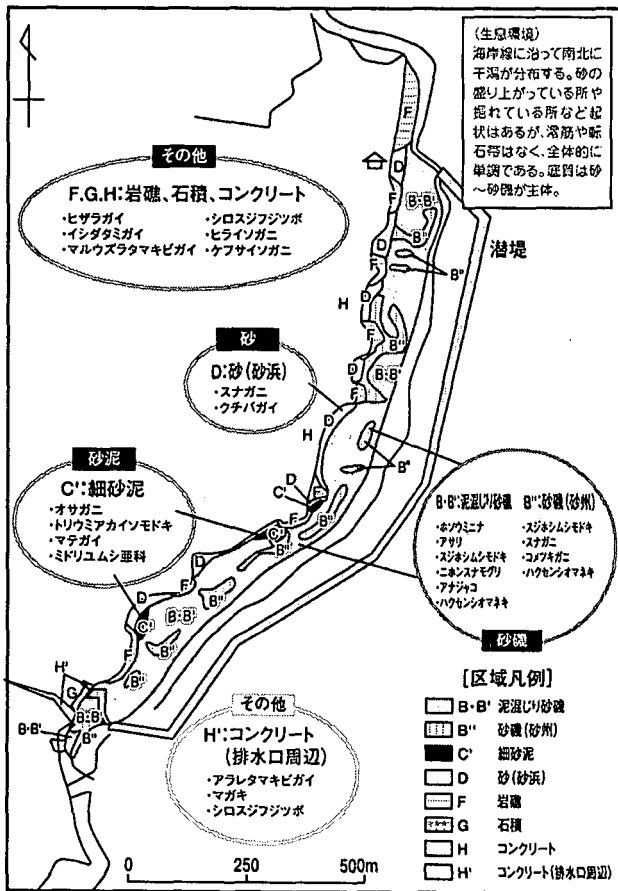 (生息環境)
海岸線に沿って南北に
干潟が分布する。砂の
盛り上がっている所や
掘れている所など起
伏はあるが、澪筋や転
石帯はなく、全体的に
単調である。底質は砂
～砂礫が主体。
F
その他
F.G.H:岩礁、石積、コンクリート
・ヒザラガイ
・イシダタミガイ
・マルウズラタマキビガイ
・シロスジフジツボ
・ヒライソガニ
・ケフサイソガニ
D
F
B・B'
B''
D
F
B''
潜堤
H
D
F
B''
D
B・B'
F
砂
D:砂(砂浜)
・スナガニ
・クチバガイ
D
H
B''
砂泥
C':細砂泥
・オサガニ
・トリウミアカイソモドキ
・マテガイ
・ミドリユムシ亜科
D
C'
F
F
B''
C'
B''
D
F
D
B・B'
B''
C'
F
B''
B''
B・B':泥混じり砂礫
・ホソウミニナ
・アサリ
・スジホシムシモドキ
・ニホンスナモグリ
・アナジャコ
・ハクセンシオマネキ
B'':砂礫(砂州)
・スジホシムシモドキ
・スナガニ
・コメツキガニ
・ハクセンシオマネキ
砂礫
H'
G
B・B'
B・B'
B''
その他
H':コンクリート
(排水口周辺)
・アラレタマキビガイ
・マガキ
・シロスジフジツボ
[区域凡例]
B・B' 泥混じり砂礫
B'' 砂礫(砂州)
C' 細砂泥
D 砂(砂浜)
F 岩礁
G 石積
H コンクリート
H' コンクリート(排水口周辺)
0 250 500m